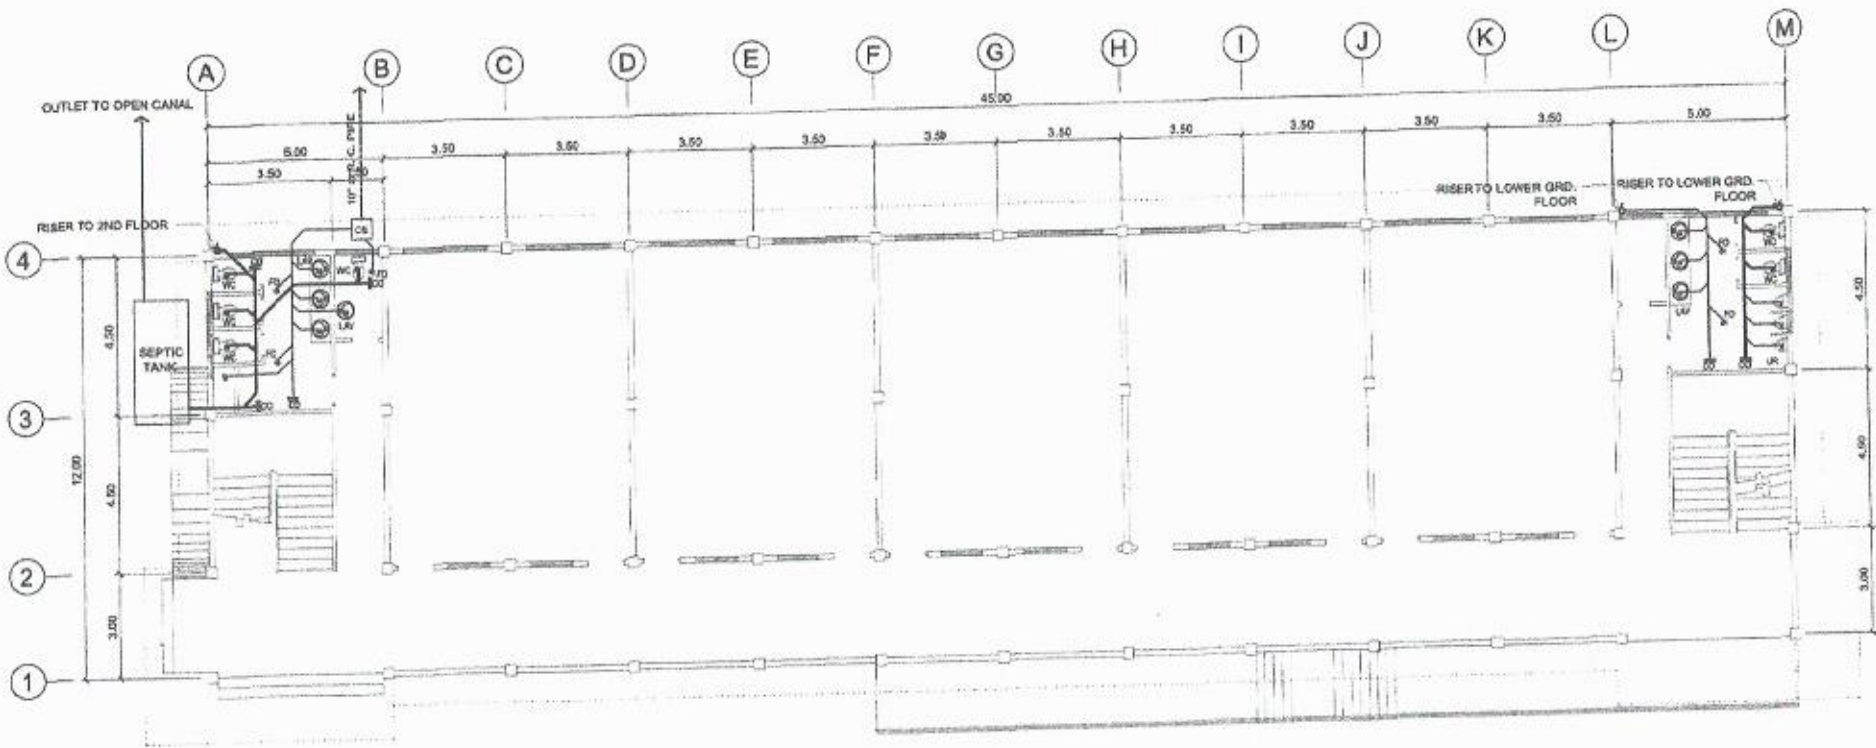 A
B
C
D
E
F
G
H
I
J
K
L
M
OUTLET TO OPEN CANAL
45.00
5.00
3.50
3.50
3.50
3.50
3.50
3.50
3.50
3.50
3.50
3.50
5.00
3.50
RISER TO 2ND FLOOR
RISER TO LOWER GRD.
FLOOR
RISER TO LOWER GRD.
FLOOR
CB
4
3
2
1
SEPTIC
TANK
WC
LAV
UR
FD
CO
4.50
4.50
3.00
12.00
4.50
4.50
3.00